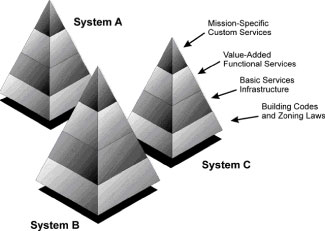 System A
Mission-Specific
Custom Services
Value-Added
Functional Services
Basic Services
Infrastructure
Building Codes
and Zoning Laws
System C
System B